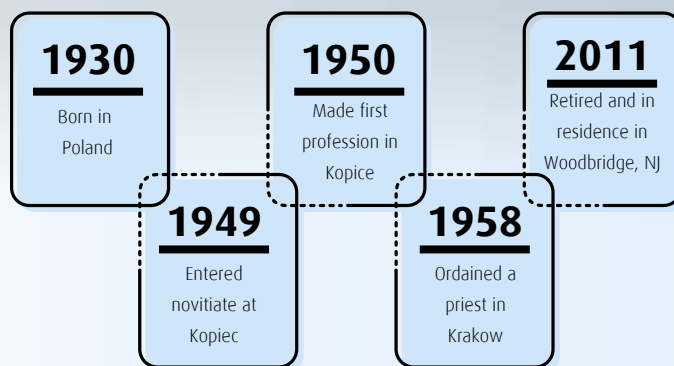 1930
Born in
Poland
1949
Entered
novitiate at
Kopiec
1950
Made first
profession in
Kopice
1958
Ordained a
priest in
Krakow
2011
Retired and in
residence in
Woodbridge, NJ